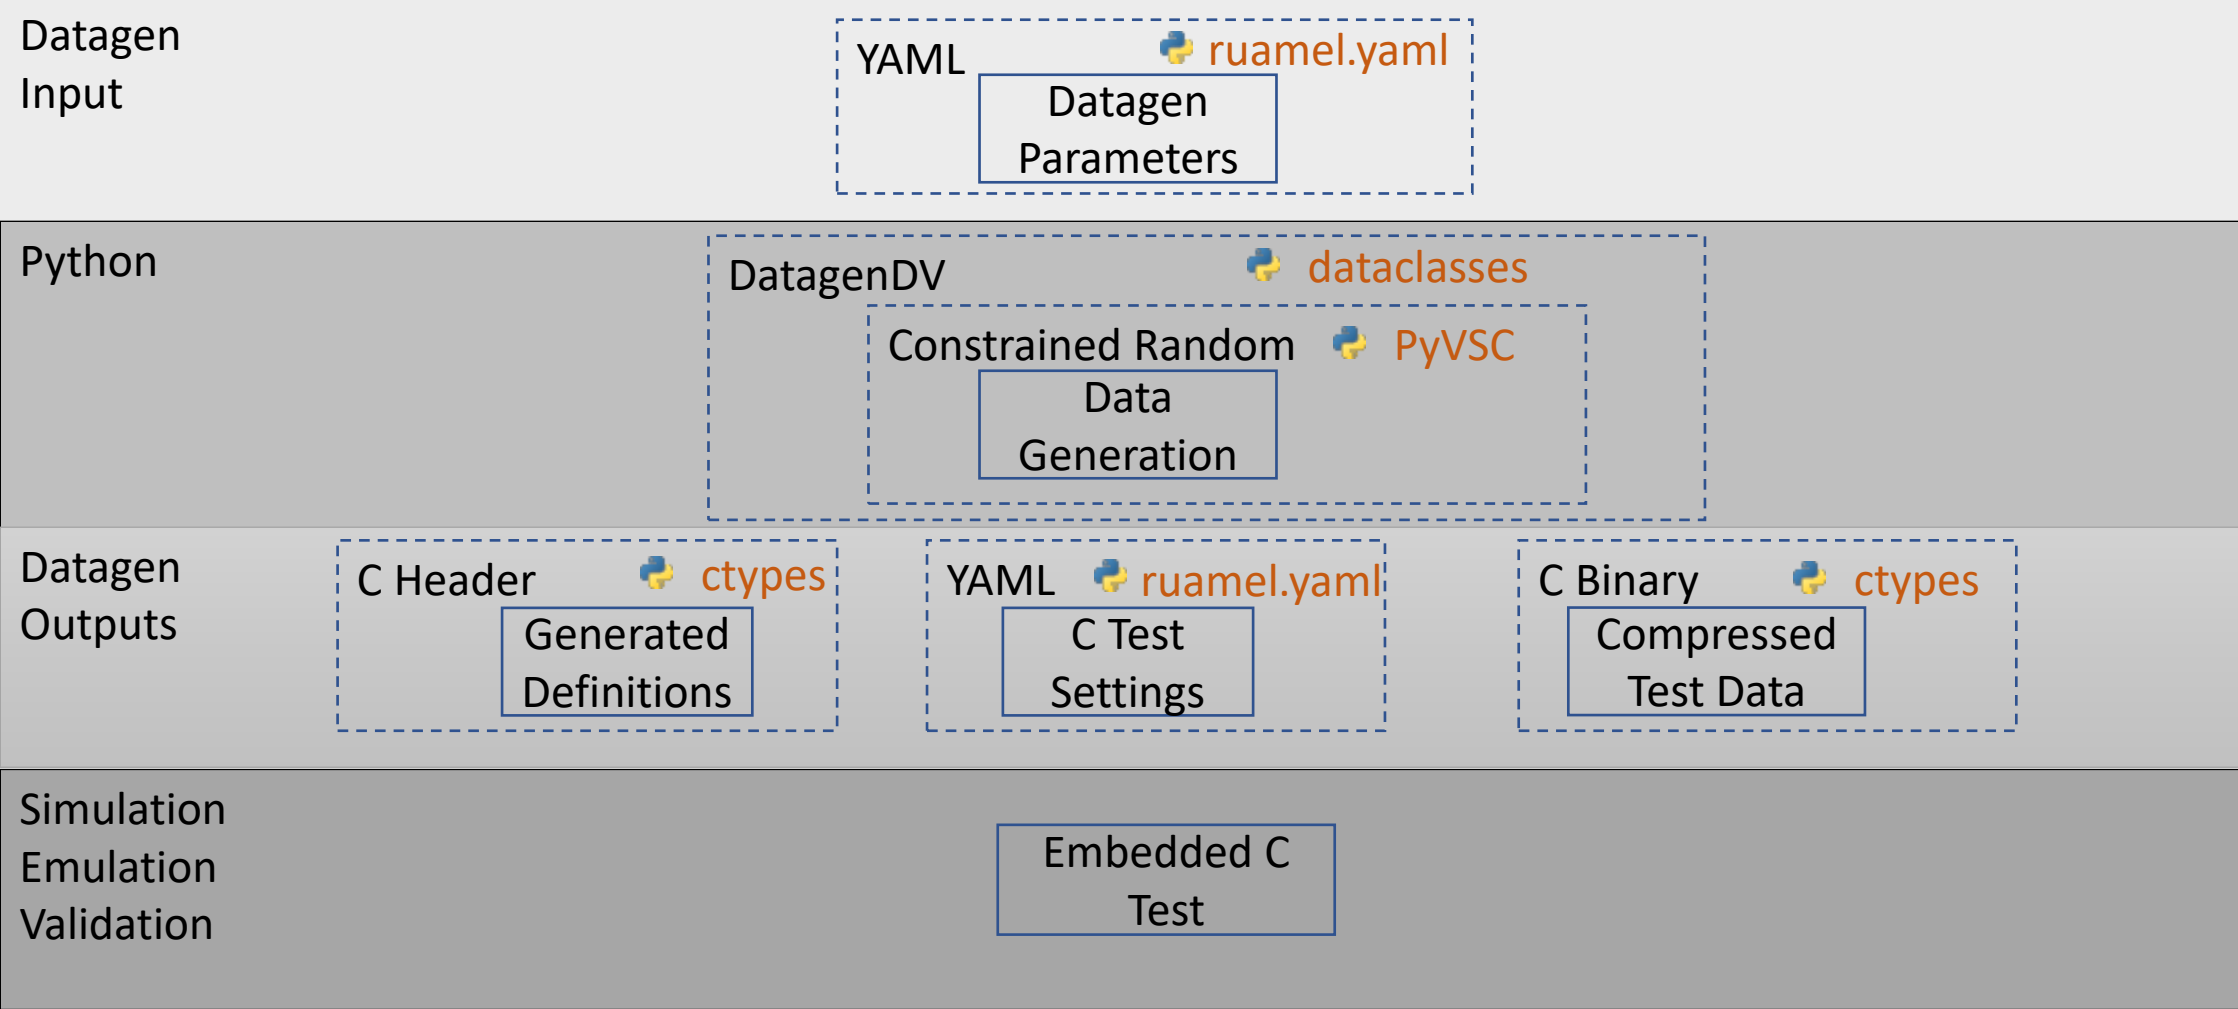 Datagen
Input
YAML
ruamel.yaml
Datagen
Parameters
Python
DatagenDV
dataclasses
Constrained Random
PyVSC
Data
Generation
Datagen
Outputs
C Header
ctypes
Generated
Definitions
YAML
ruamel.yaml
C Test
Settings
C Binary
ctypes
Compressed
Test Data
Simulation
Emulation
Validation
Embedded C
Test